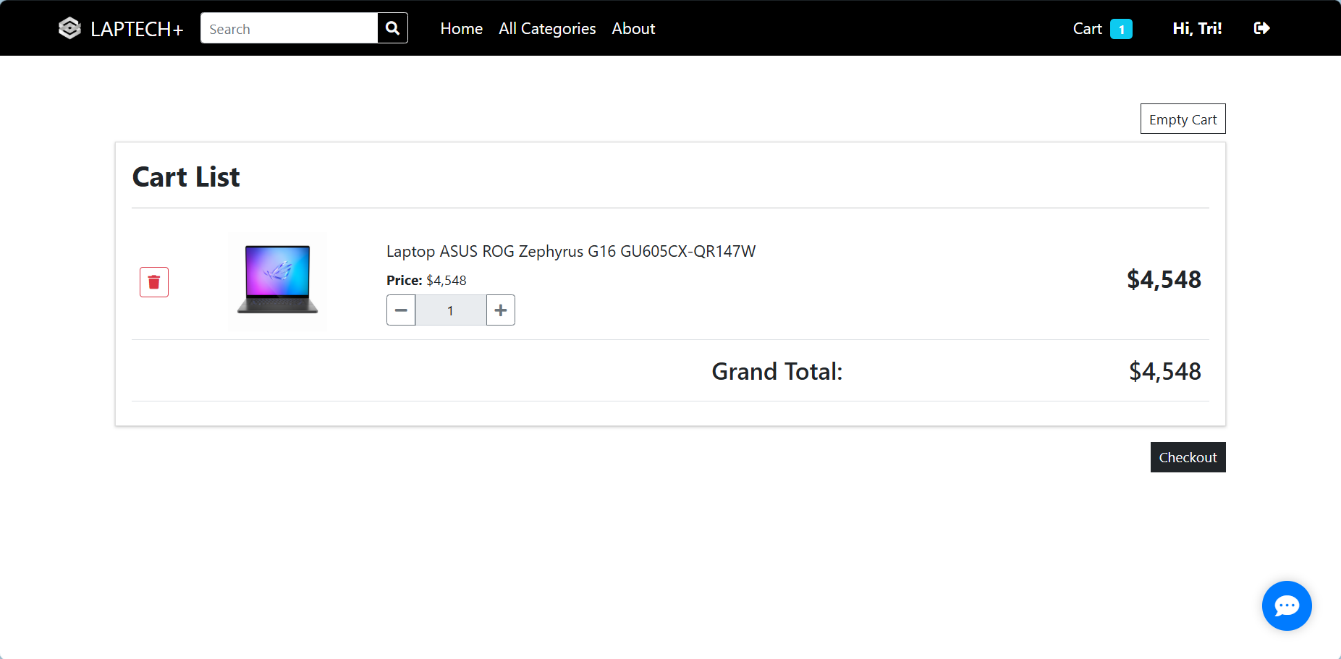 LAPTECH+ Search Home All Categories About Cart 1 Hi, Tri!
Empty Cart
Cart List
Laptop ASUS ROG Zephyrus G16 GU605CX-QR147W
Price: $4,548
$4,548
1
Grand Total: $4,548
Checkout